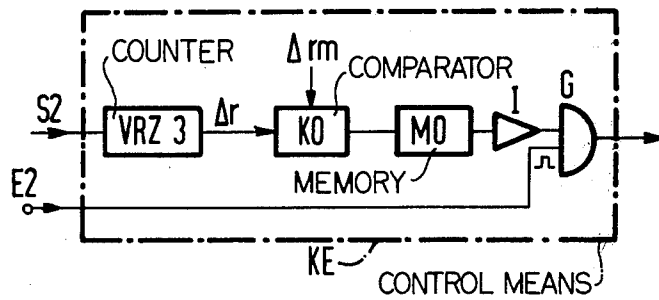 COUNTER
Δrm
COMPARATOR
I
G
S2
VRZ 3
Δr
KO
MO
MEMORY
E2
KE
CONTROL MEANS